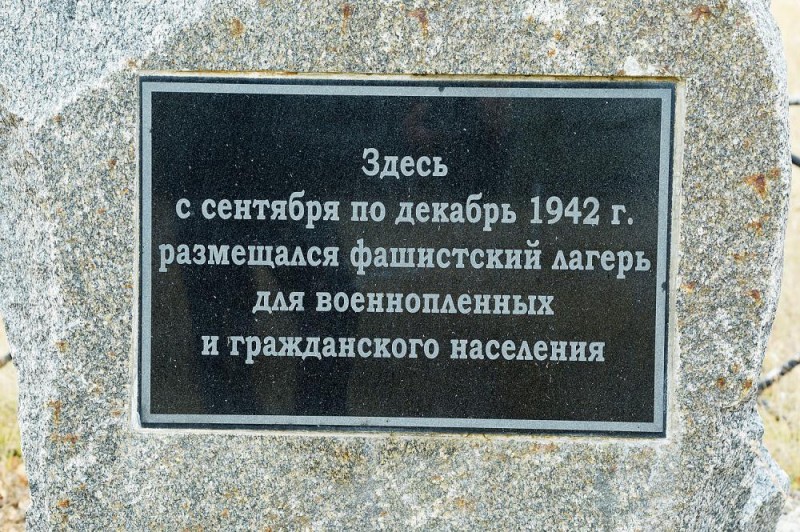 Здесь
с сентября по декабрь 1942 г.
размещался фашистский лагерь
для военнопленных
и гражданского населения